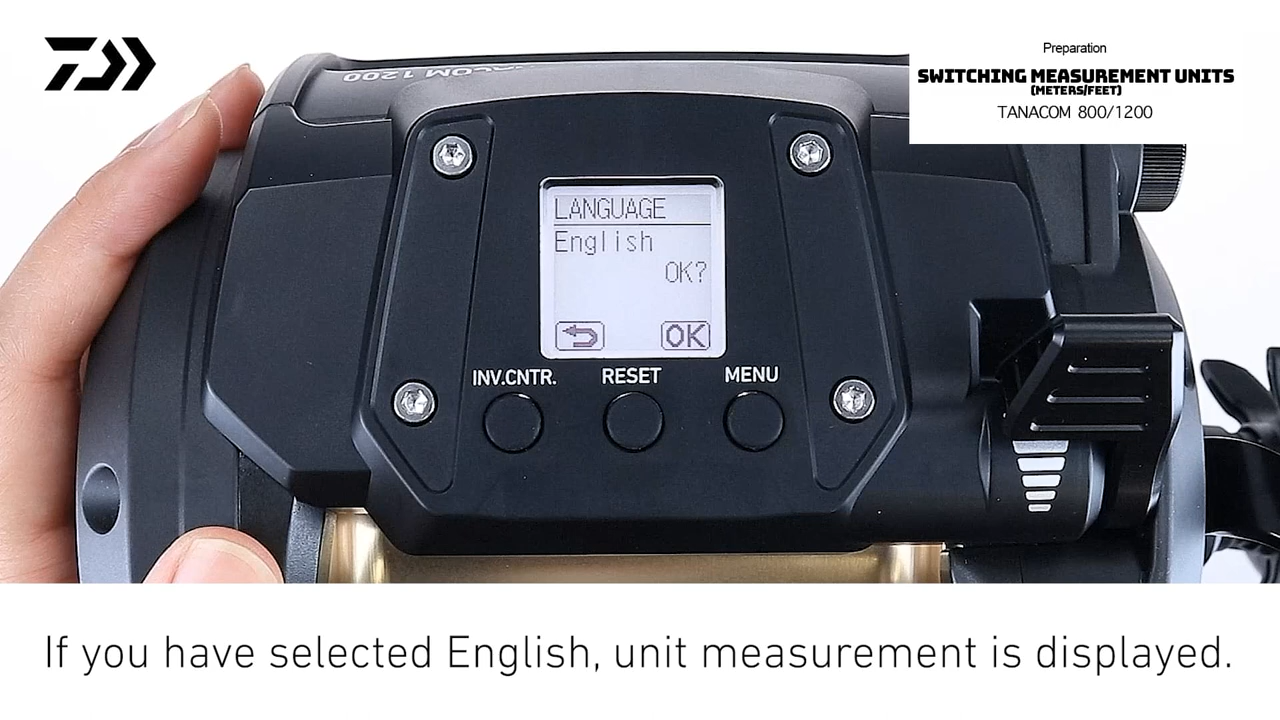 Preparation
SWITCHING MEASUREMENT UNITS
(METERS/FEET)
TANACOM 800/1200
1200
LANGUAGE
English
OK?
OK
INV.CNTR.
RESET
MENU
If you have selected English, unit measurement is displayed.